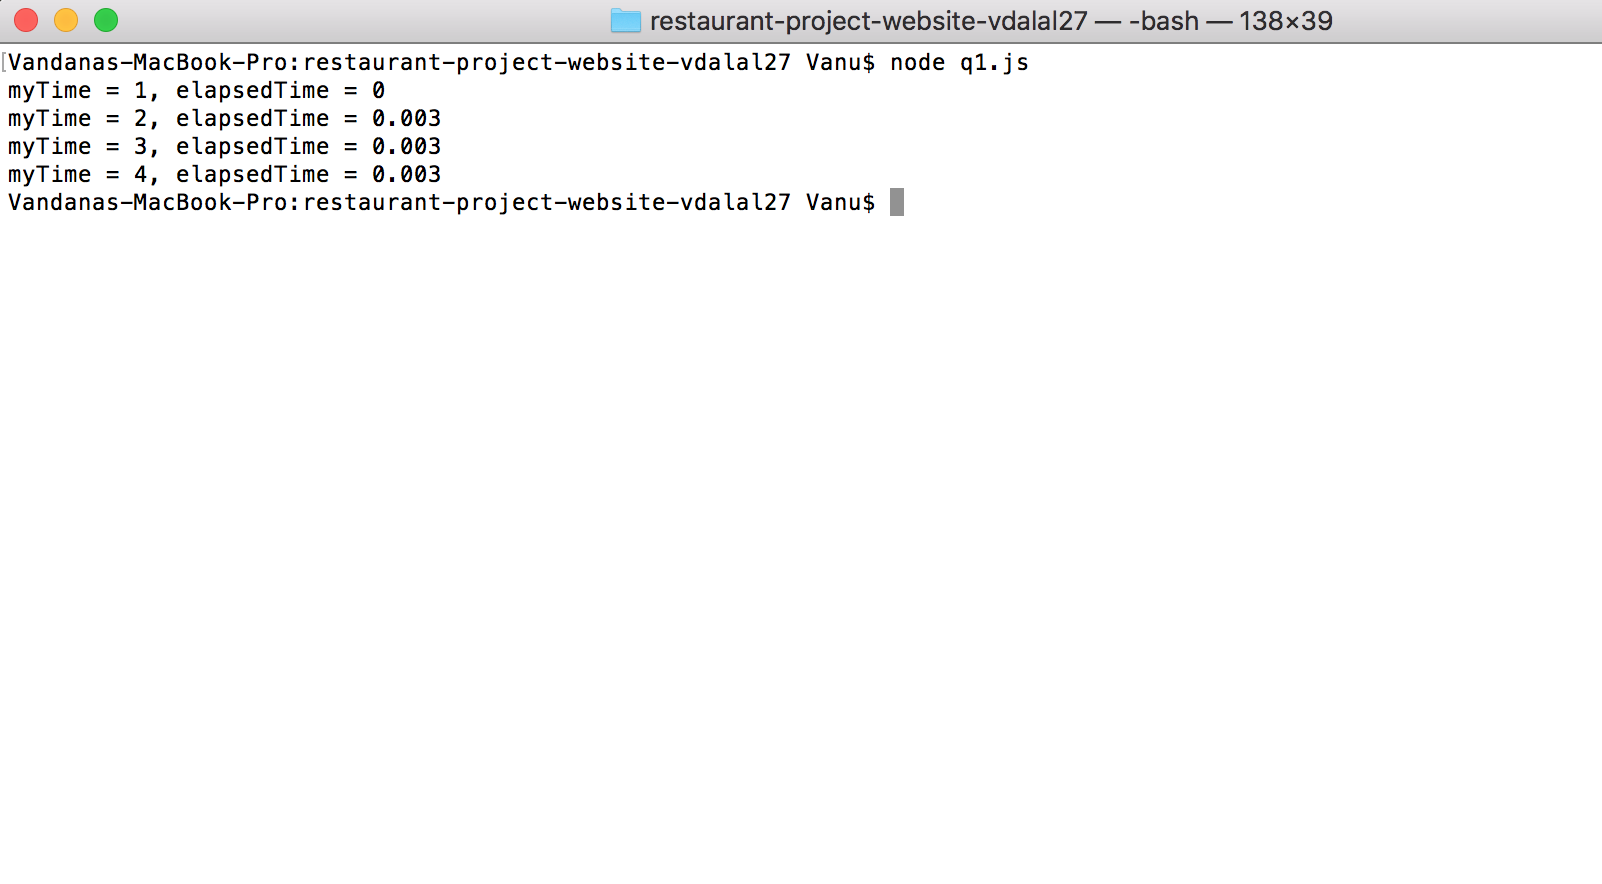 restaurant-project-website-vdalal27 — -bash — 138×39
[Vandanas-MacBook-Pro:restaurant-project-website-vdalal27 Vanu$ node q1.js
myTime = 1, elapsedTime = 0
myTime = 2, elapsedTime = 0.003
myTime = 3, elapsedTime = 0.003
myTime = 4, elapsedTime = 0.003
Vandanas-MacBook-Pro:restaurant-project-website-vdalal27 Vanu$